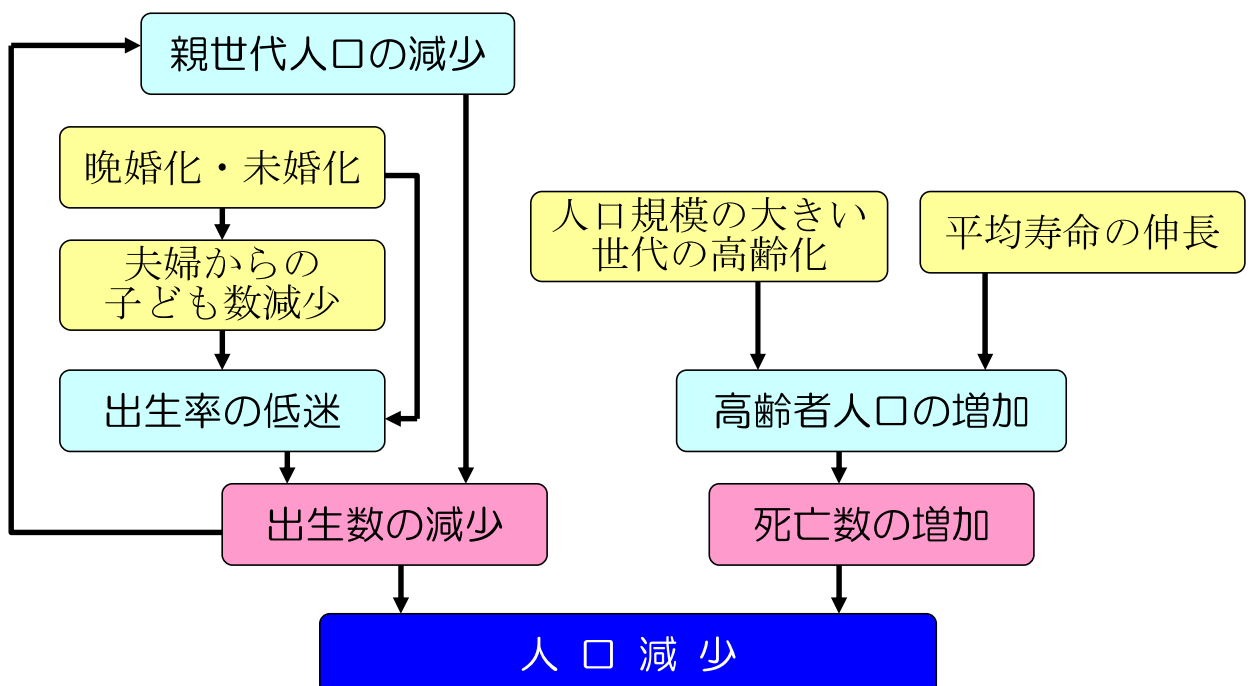 親世代人口の減少
晩婚化・未婚化
夫婦からの
子ども数減少
出生率の低迷
出生数の減少
人口規模の大きい
世代の高齢化
平均寿命の伸長
高齢者人口の増加
死亡数の増加
人口減少